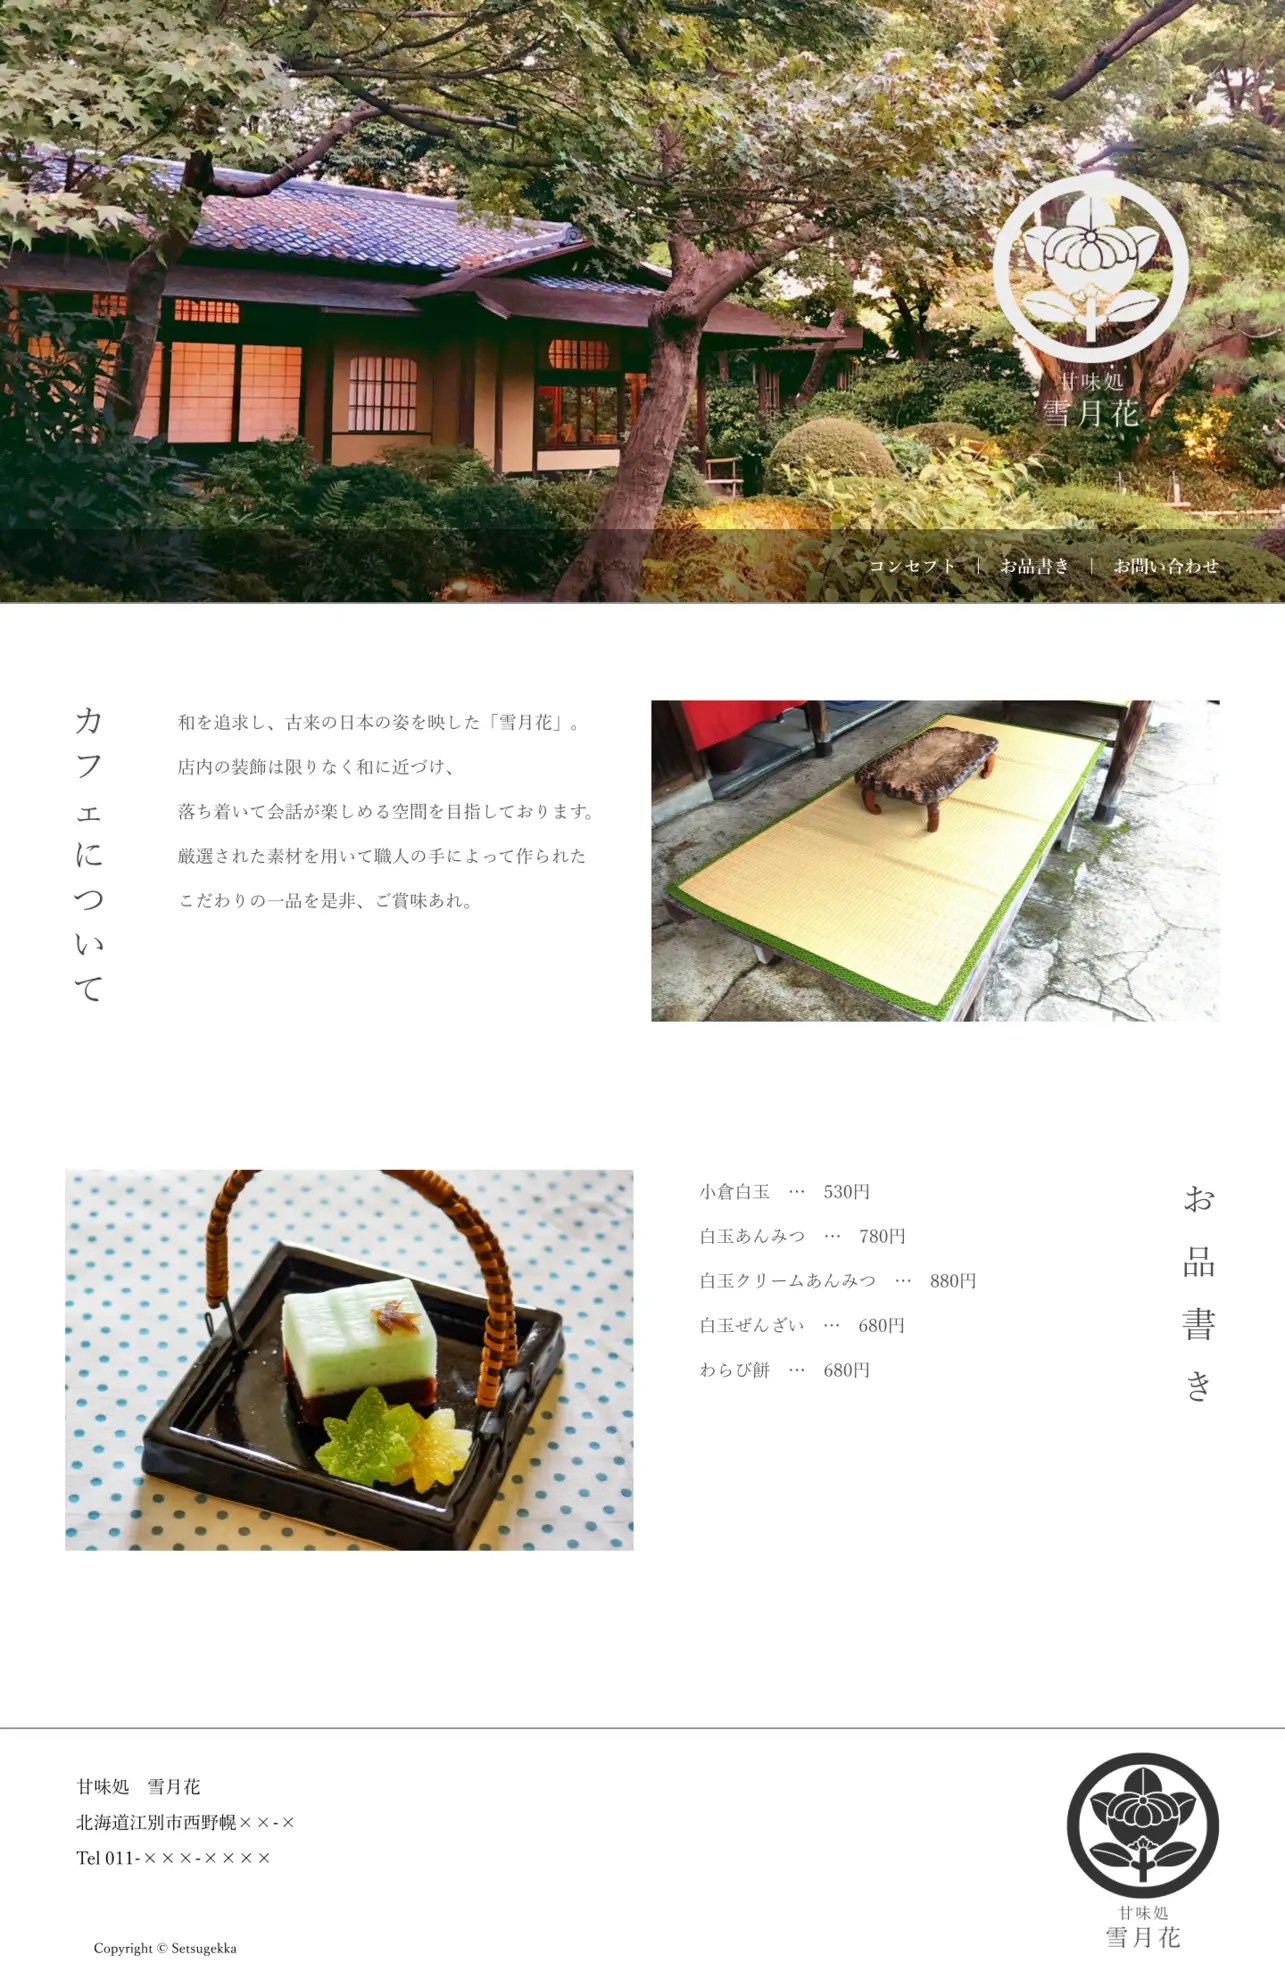 甘味処
雪月花
コンセプト ｜ お品書き ｜ お問い合わせ
カフェについて
和を追求し、古来の日本の姿を映した「雪月花」。
店内の装飾は限りなく和に近づけ、
落ち着いて会話が楽しめる空間を目指しております。
厳選された素材を用いて職人の手によって作られた
こだわりの一品を是非、ご賞味あれ。
お品書き
小倉白玉　…　530円
白玉あんみつ　…　780円
白玉クリームあんみつ　…　880円
白玉ぜんざい　…　680円
わらび餅　…　680円
甘味処　雪月花
北海道江別市西野幌××-×
Tel 011-×××-××××
Copyright © Setsugekka
甘味処
雪月花